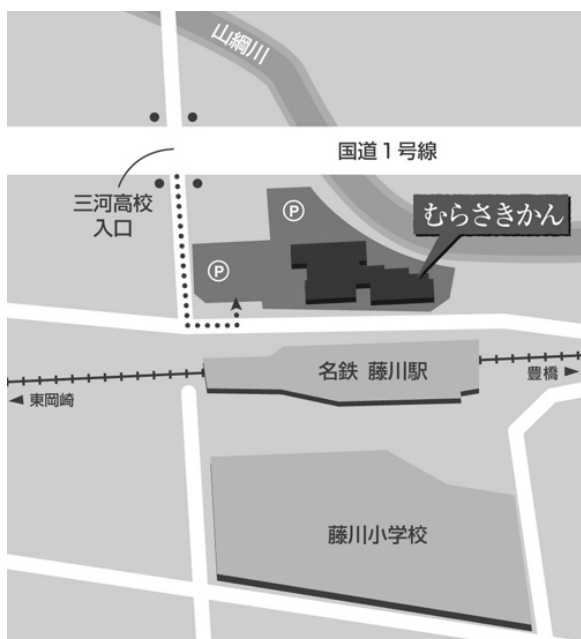 山綱川
国道1号線
三河高校
入口
P
むらさきかん
P
名鉄 藤川駅
豊橋
東岡崎
藤川小学校